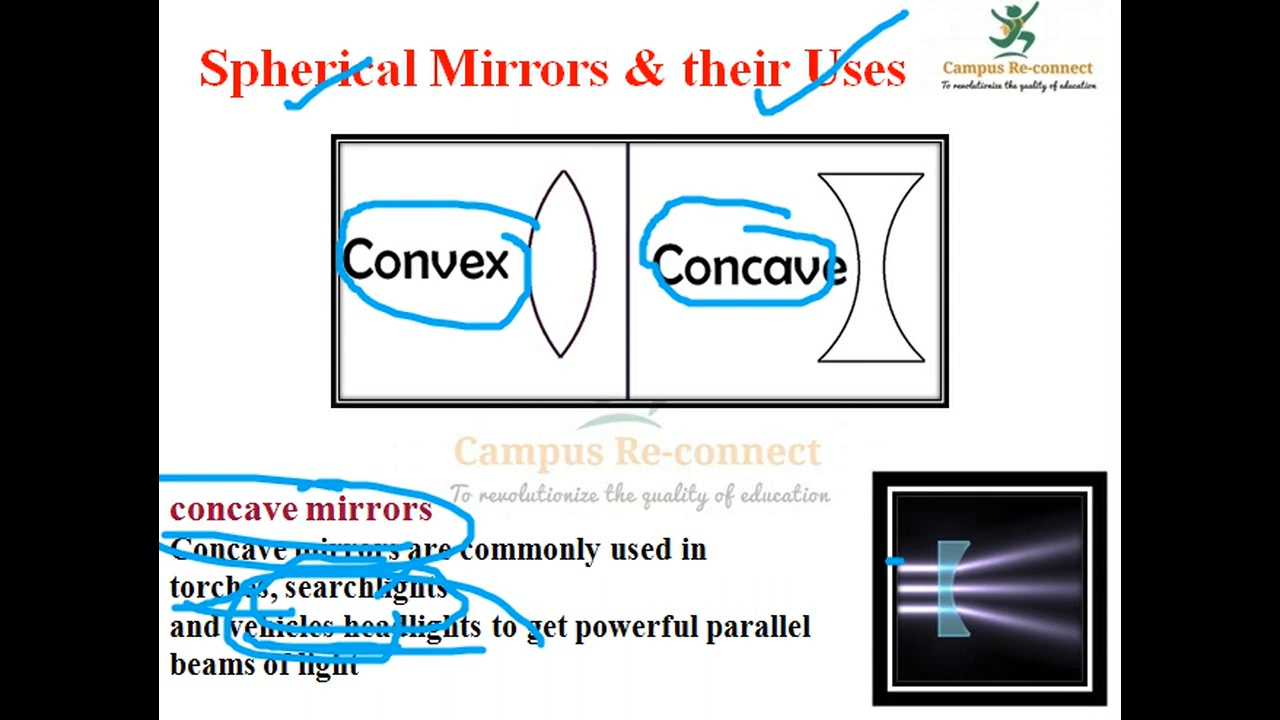 Spherical Mirrors & their Uses
Campus Re-connect
To revolutionize the quality of education
Convex
Concave
Campus Re-connect
To revolutionize the quality of education
concave mirrors
Concave mirrors are commonly used in
torches, searchlights
and vehicles headlights to get powerful parallel
beams of light